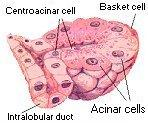 Centroacinar cell
Basket cell
Intralobular duct
Acinar cells